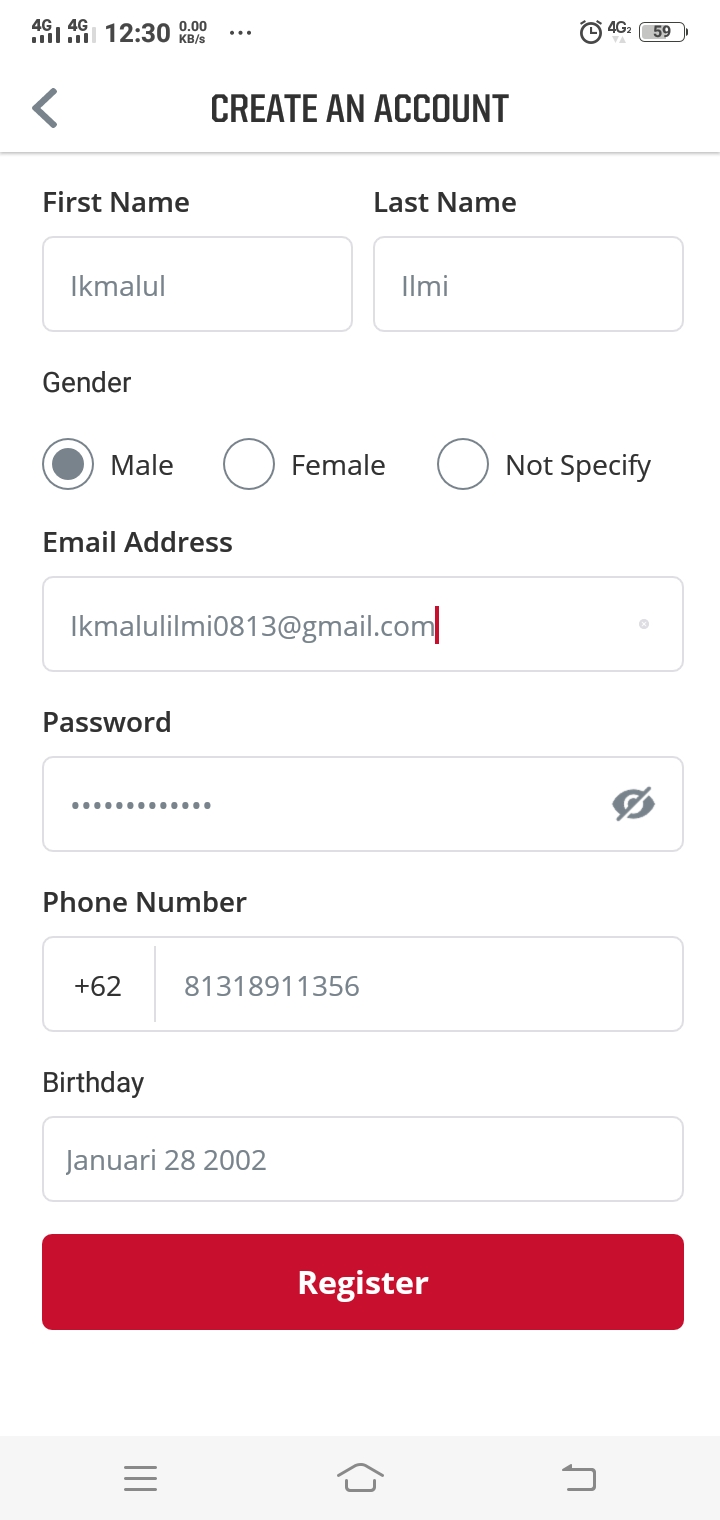 4G 4G 12:30 0.00 KB/s ... 4G2 59
CREATE AN ACCOUNT
First Name Last Name
Ikmalul Ilmi
Gender
Male Female Not Specify
Email Address
Ikmalulilmi0813@gmail.com
Password
•••••••••••••
Phone Number
+62 81318911356
Birthday
Januari 28 2002
Register